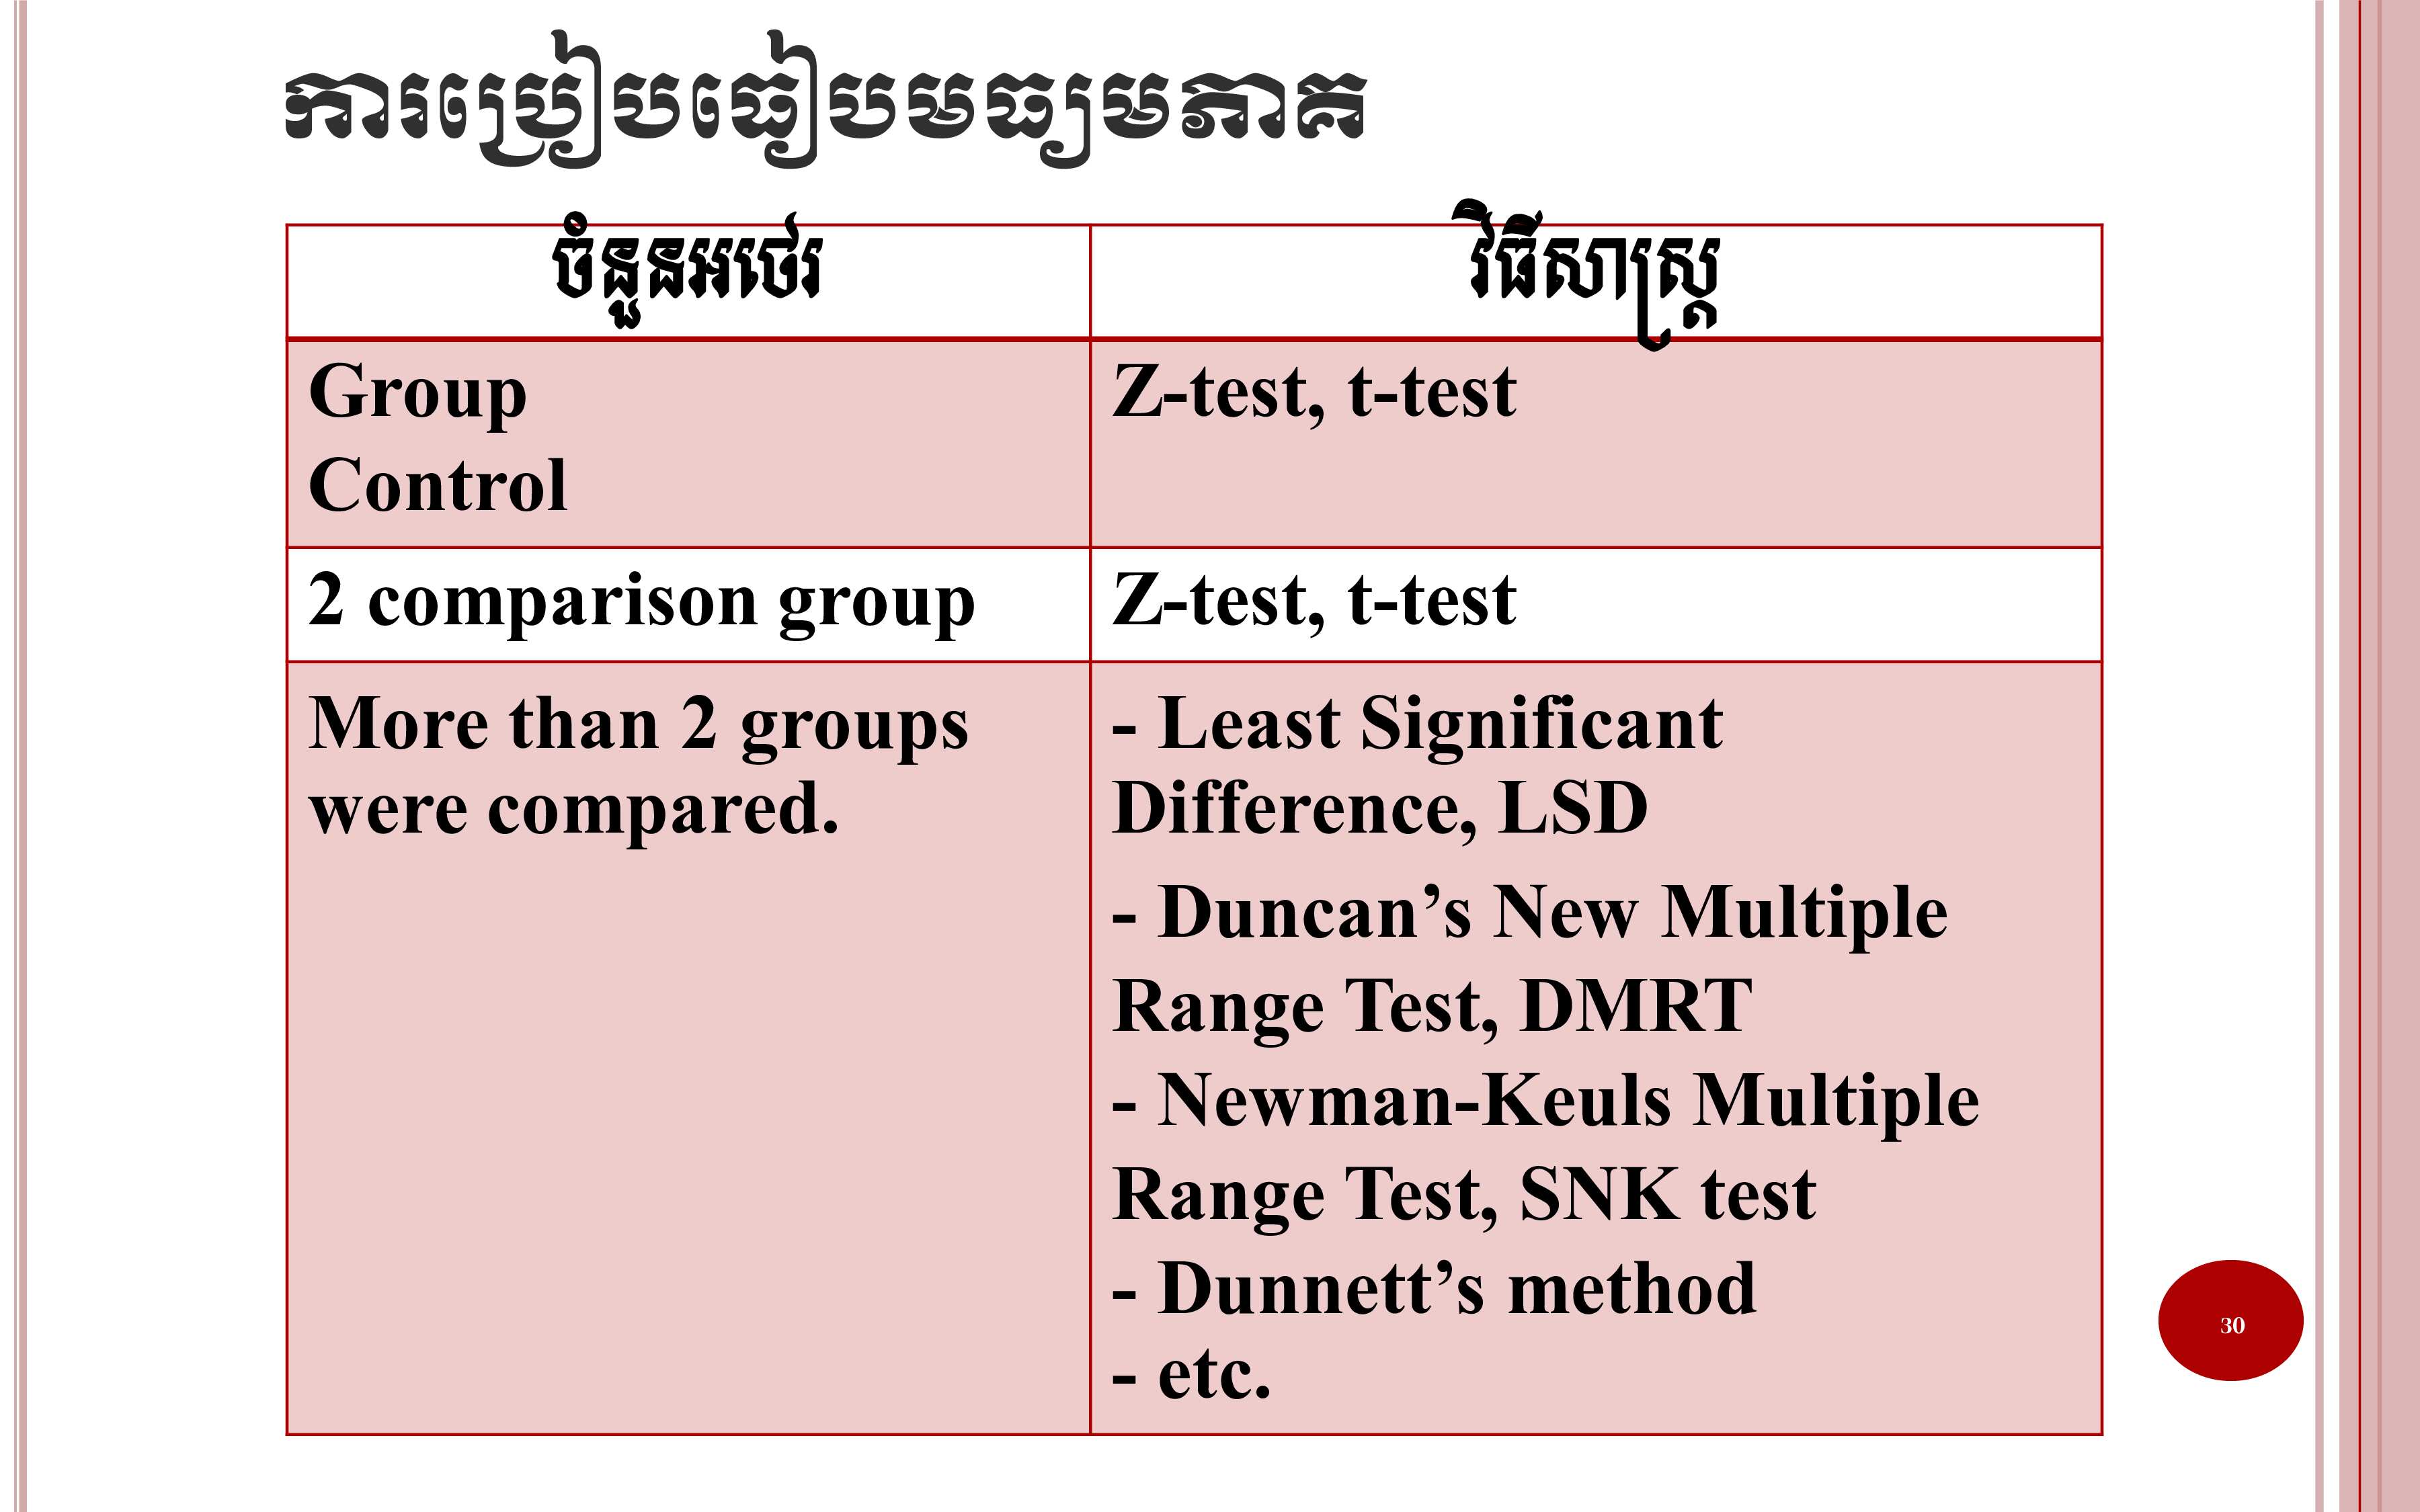 ការប្រៀបធៀបមធ្យមភាគ
ចំនួនអថេរ
វិធីសាស្ត្រ
Group
Control
Z-test, t-test
2 comparison group
Z-test, t-test
More than 2 groups
were compared.
- Least Significant
Difference, LSD
- Duncan’s New Multiple
Range Test, DMRT
- Newman-Keuls Multiple
Range Test, SNK test
- Dunnett’s method
- etc.
30